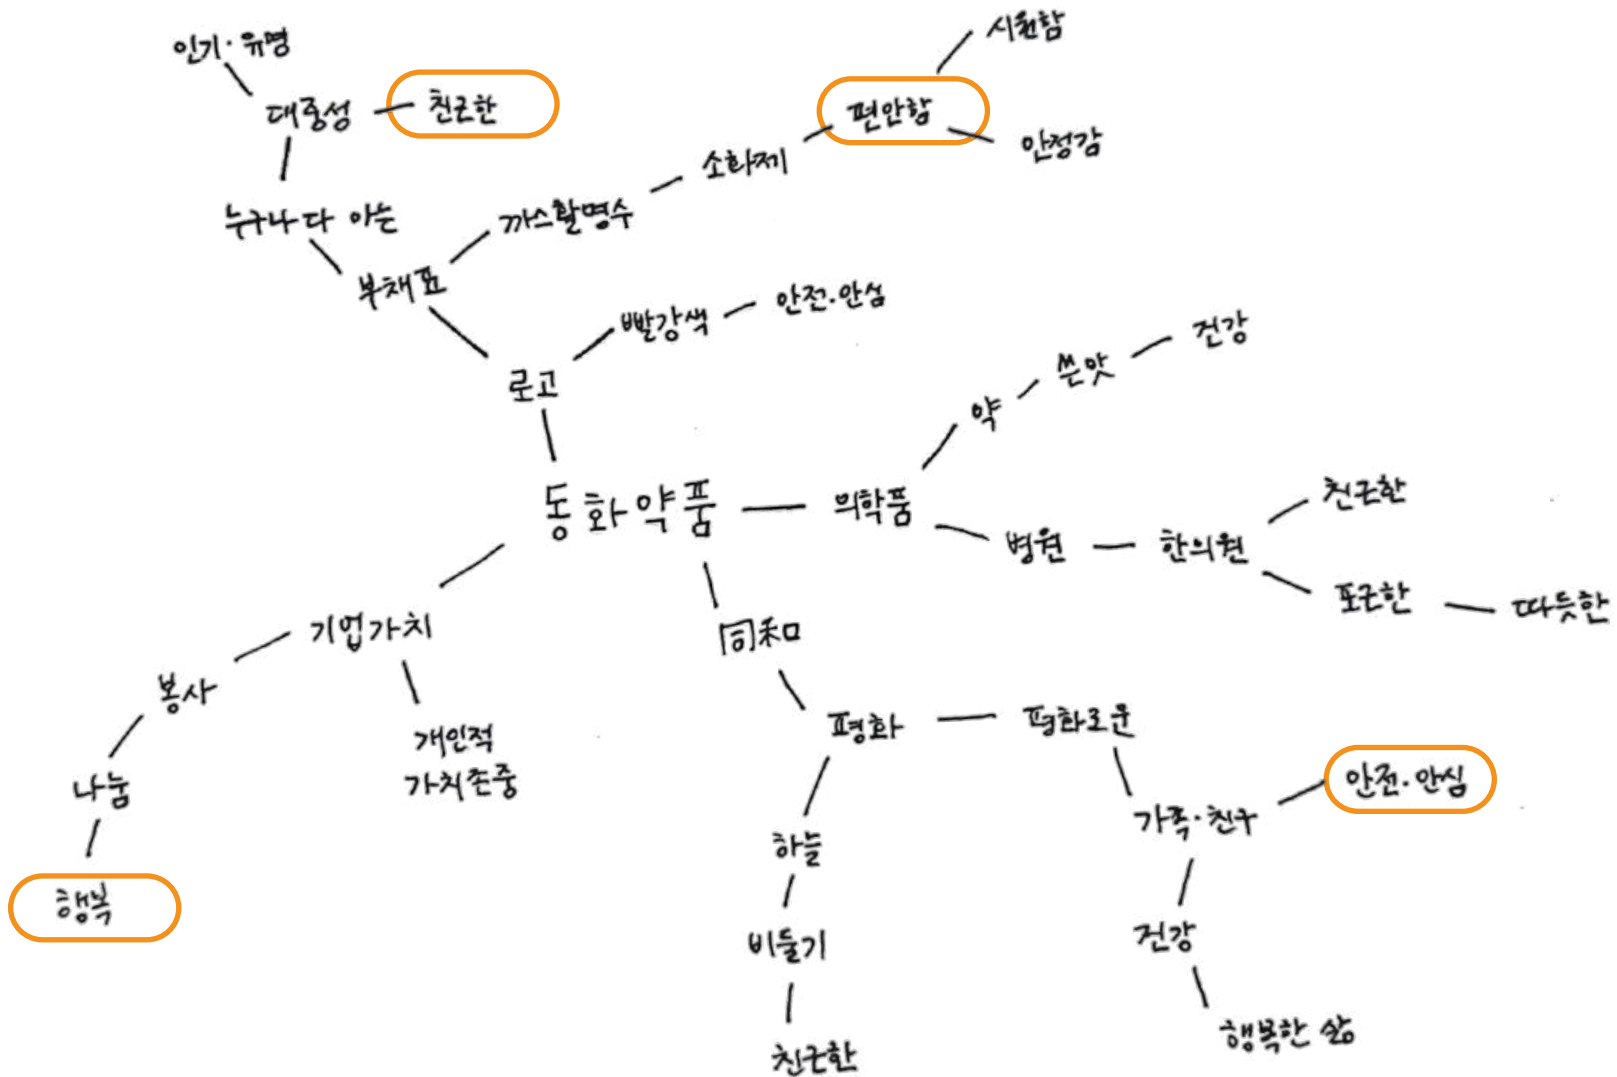 인기·유명
시원함
대중성
친근한
편안함
안정감
소화제
누구나 다 아는
까스활명수
부채표
빨강색
안전·안심
로고
약
쓴맛
건강
동화약품
의학품
친근한
병원
한의원
포근한
따듯한
기업가치
同和
봉사
평화
평화로운
개인적
가치존중
나눔
안전·안심
하늘
가족·친구
행복
비둘기
건강
친근한
행복한 삶